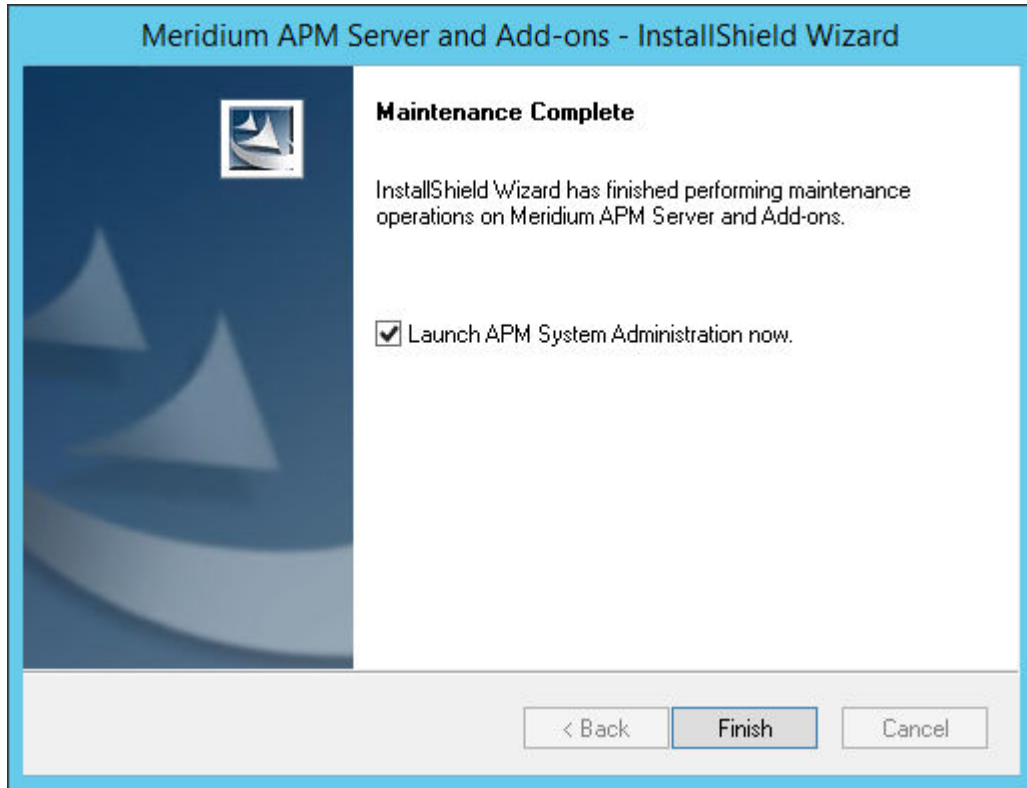 Meridium APM Server and Add-ons - InstallShield Wizard
Maintenance Complete
InstallShield Wizard has finished performing maintenance
operations on Meridium APM Server and Add-ons.
Launch APM System Administration now.
< Back Finish Cancel